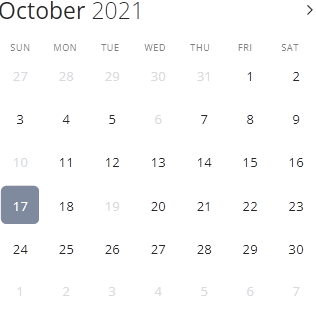 October 2021
SUN MON TUE WED THU FRI SAT
27 28 29 30 31 1 2
3 4 5 6 7 8 9
10 11 12 13 14 15 16
17 18 19 20 21 22 23
24 25 26 27 28 29 30
1 2 3 4 5 6 7